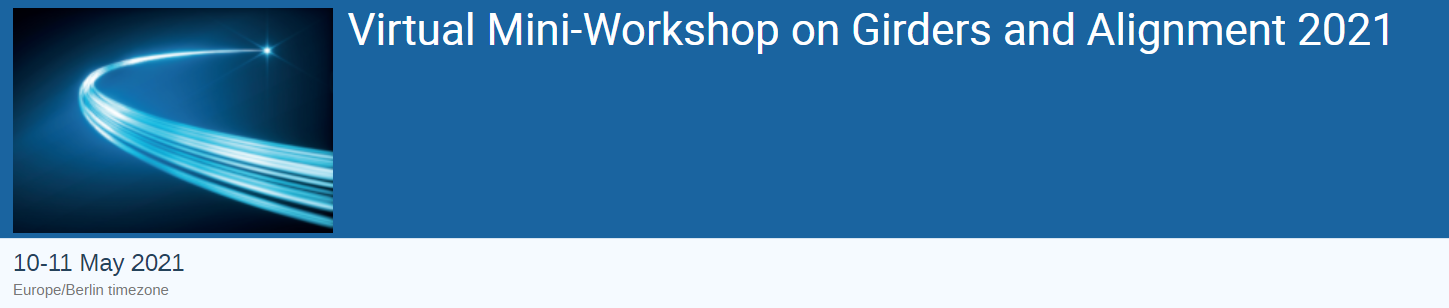 Virtual Mini-Workshop on Girders and Alignment 2021
10-11 May 2021
Europe/Berlin timezone